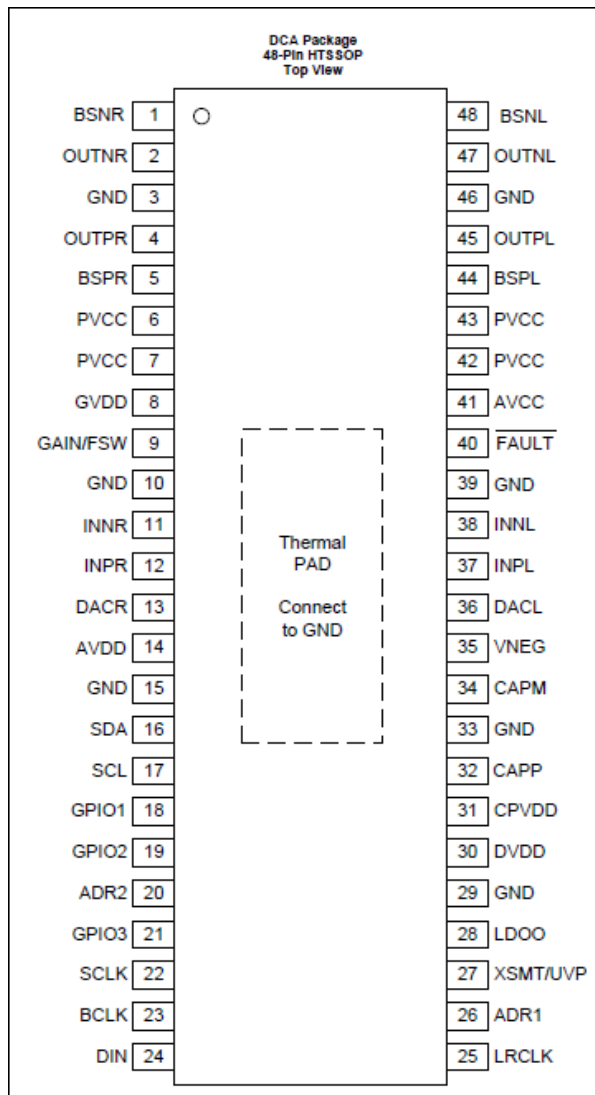 DCA Package
48-Pin HTSSOP
Top View
BSNR 1 48 BSNL
OUTNR 2 47 OUTNL
GND 3 46 GND
OUTPR 4 45 OUTPL
BSPR 5 44 BSPL
PVCC 6 43 PVCC
PVCC 7 42 PVCC
GVDD 8 41 AVCC
GAIN/FSW 9 40 FAULT
GND 10 39 GND
INNR 11 38 INNL
INPR 12 37 INPL
DACR 13 36 DACL
AVDD 14 35 VNEG
GND 15 34 CAPM
SDA 16 33 GND
SCL 17 32 CAPP
GPIO1 18 31 CPVDD
GPIO2 19 30 DVDD
ADR2 20 29 GND
GPIO3 21 28 LDOO
SCLK 22 27 XSMT/UVP
BCLK 23 26 ADR1
DIN 24 25 LRCLK
Thermal
PAD
Connect
to GND